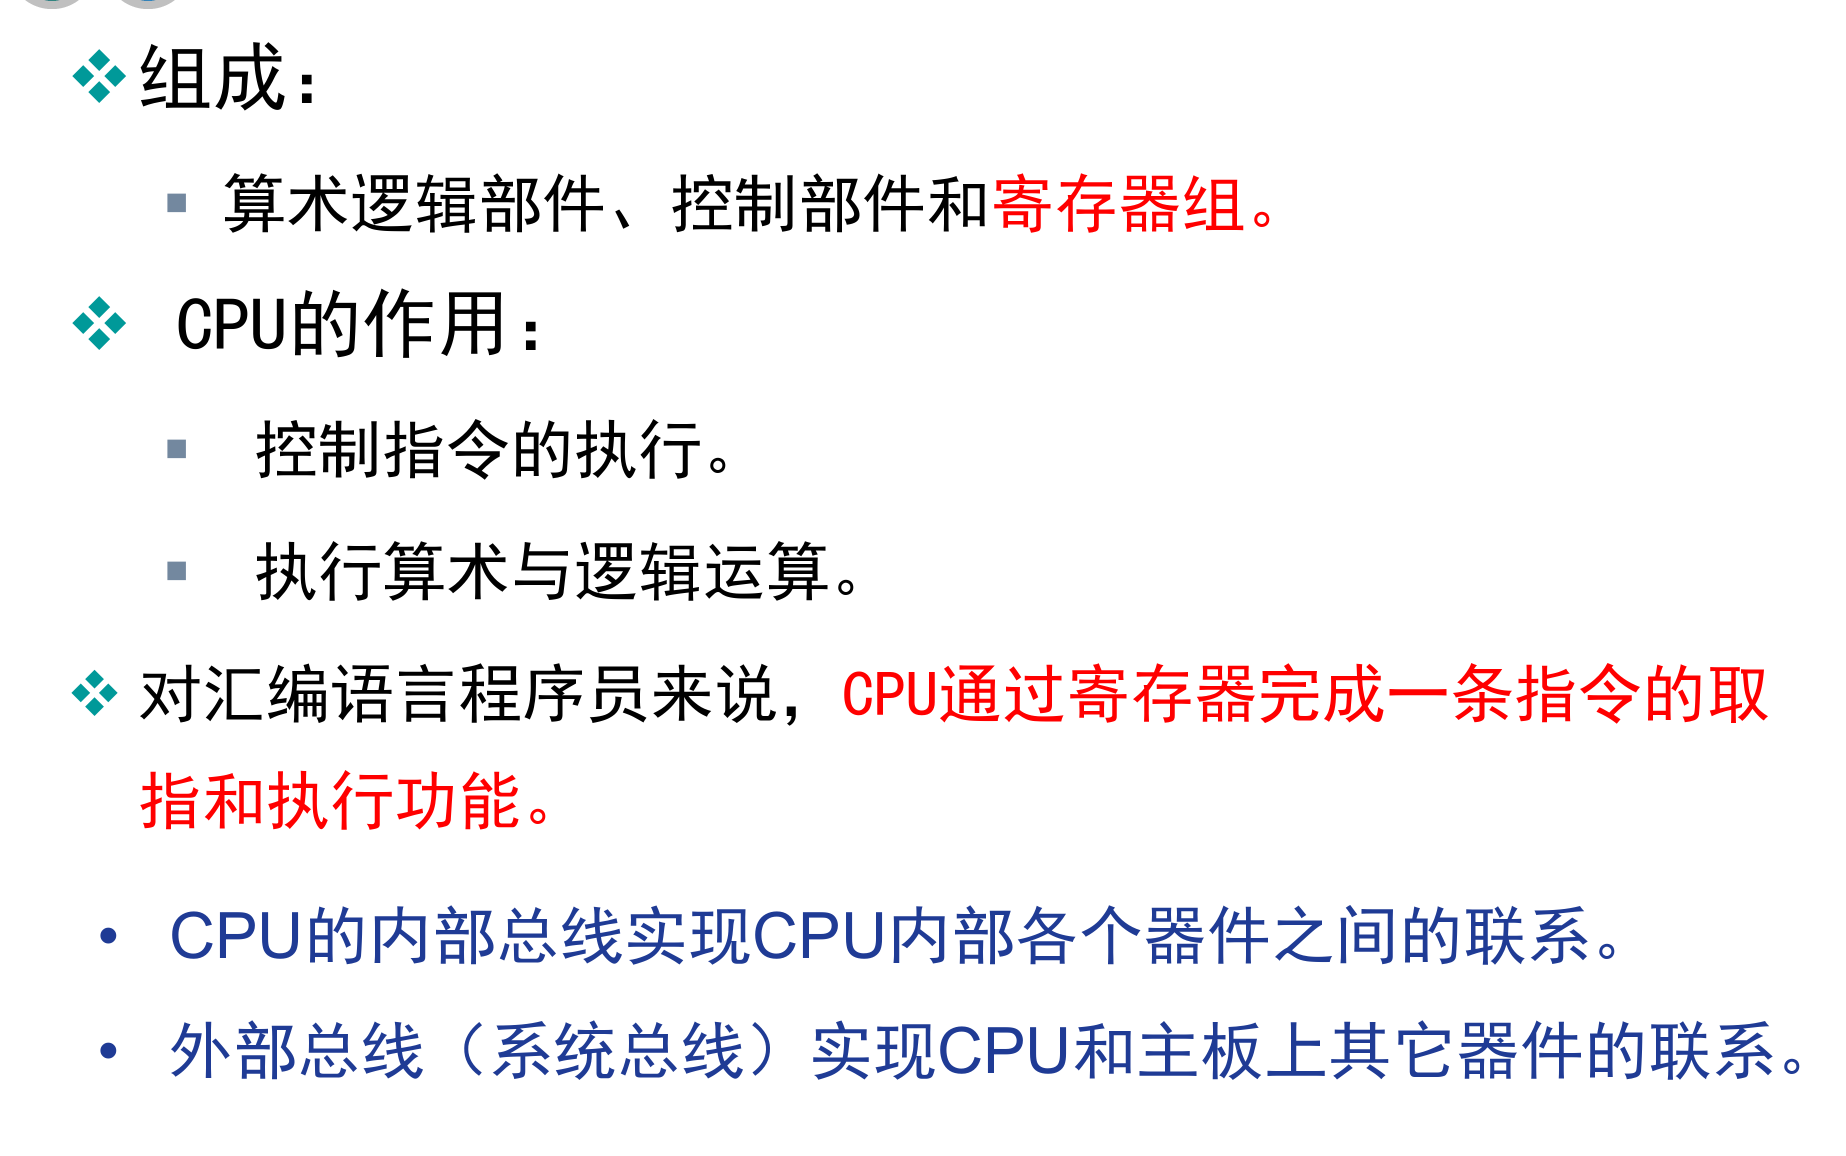 组成：
算术逻辑部件、控制部件和寄存器组。
CPU的作用：
控制指令的执行。
执行算术与逻辑运算。
对汇编语言程序员来说，CPU通过寄存器完成一条指令的取
指和执行功能。
• CPU的内部总线实现CPU内部各个器件之间的联系。
• 外部总线（系统总线）实现CPU和主板上其它器件的联系。